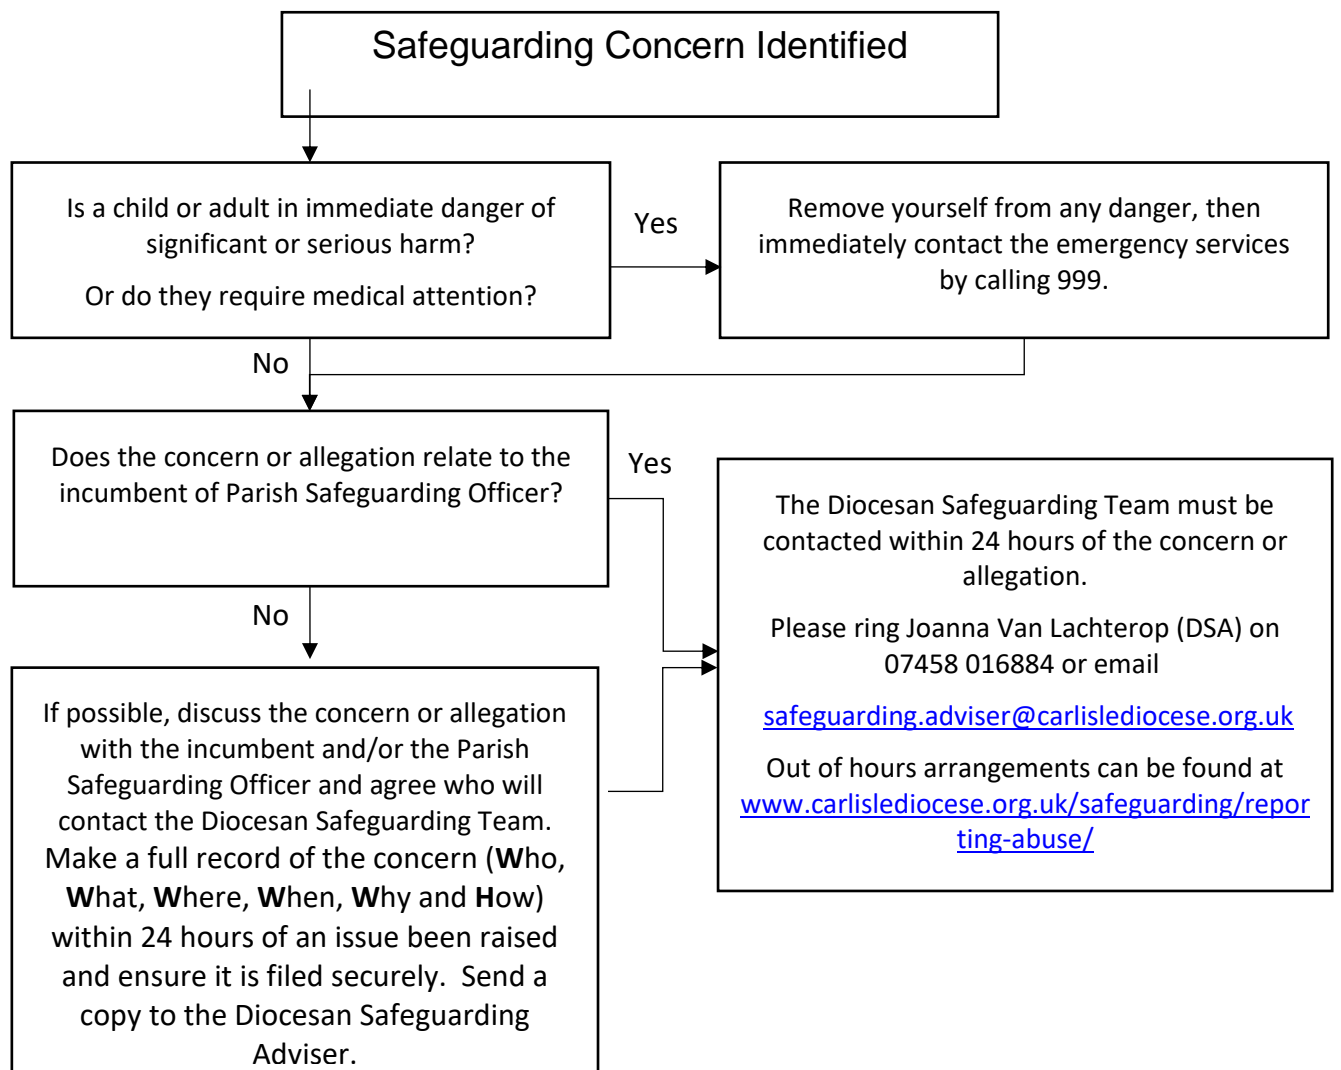 Safeguarding Concern Identified
Is a child or adult in immediate danger of
significant or serious harm?
Or do they require medical attention?
Yes
Remove yourself from any danger, then
immediately contact the emergency services
by calling 999.
No
Does the concern or allegation relate to the
incumbent of Parish Safeguarding Officer?
Yes
The Diocesan Safeguarding Team must be
contacted within 24 hours of the concern or
allegation.
Please ring Joanna Van Lachterop (DSA) on
07458 016884 or email
safeguarding.adviser@carlislediocese.org.uk
Out of hours arrangements can be found at
www.carlislediocese.org.uk/safeguarding/repor
ting-abuse/
No
If possible, discuss the concern or allegation
with the incumbent and/or the Parish
Safeguarding Officer and agree who will
contact the Diocesan Safeguarding Team.
Make a full record of the concern (Who,
What, Where, When, Why and How)
within 24 hours of an issue been raised
and ensure it is filed securely.  Send a
copy to the Diocesan Safeguarding
Adviser.